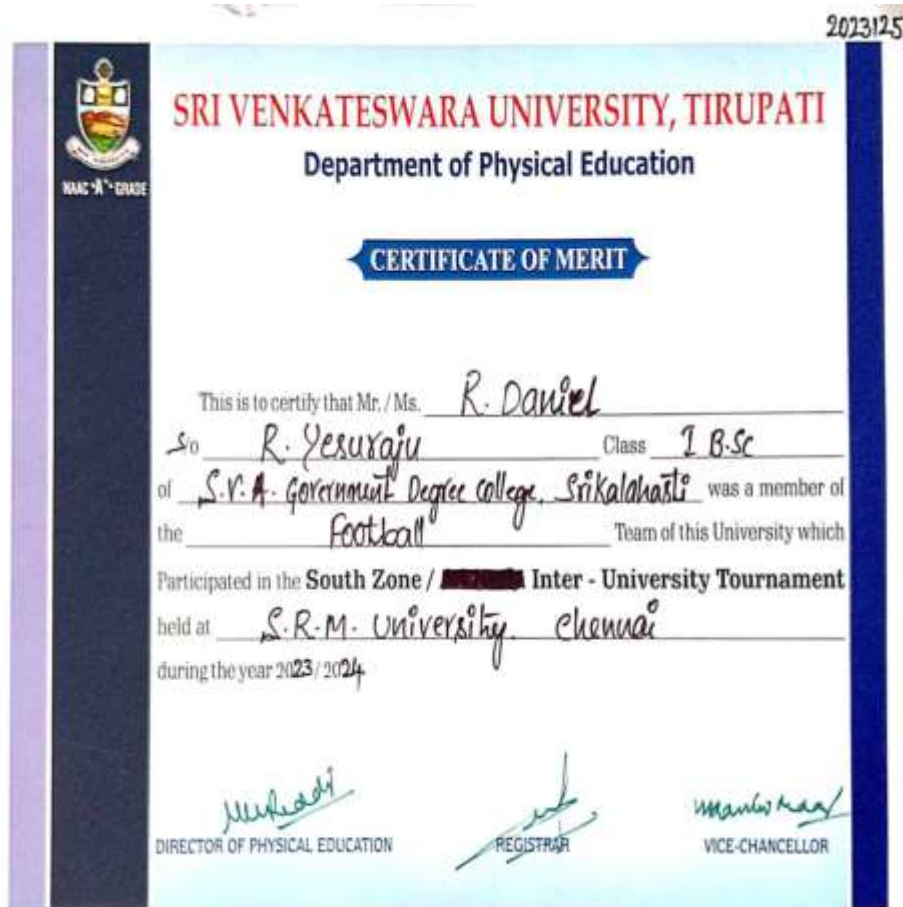 2023125
SRI VENKATESWARA UNIVERSITY, TIRUPATI
Department of Physical Education
NAAC "A+" GRADE
CERTIFICATE OF MERIT
This is to certify that Mr. / Ms. R. Daniel
S/o R. Yesuraju Class I B.Sc
of S.V.A. Government Degree college, Srikalahasti was a member of
the Football Team of this University which
Participated in the South Zone / Inter - University Tournament
held at S.R.M. University. Chennai
during the year 2023/2024
DIRECTOR OF PHYSICAL EDUCATION
REGISTRAR
VICE-CHANCELLOR